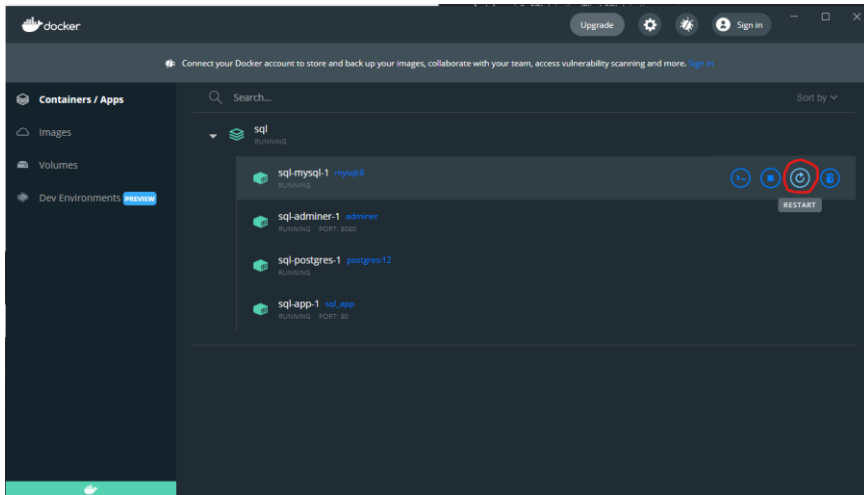 docker
Upgrade
Sign in
Connect your Docker account to store and back up your images, collaborate with your team, access vulnerability scanning and more. Sign in
Containers / Apps
Images
Volumes
Dev Environments PREVIEW
Search...
Sort by
sql
RUNNING
sql-mysql-1 mysql:8
RUNNING
RESTART
sql-adminer-1 adminer
RUNNING PORT: 8080
sql-postgres-1 postgres:12
RUNNING
sql-app-1 sql_app
RUNNING PORT: 80